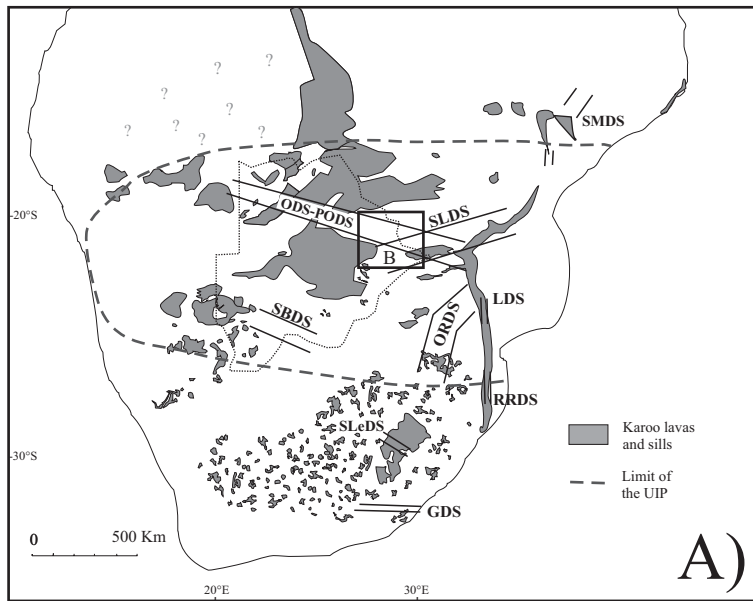 ? ?
?
?
? ? ?
SMDS
20°S
ODS-PODS
SLDS
B
SBDS
LDS
ORDS
RRDS
SLeDS
Karoo lavas
and sills
30°S
Limit of
the UIP
GDS
0 500 Km
A)
20°E 30°E